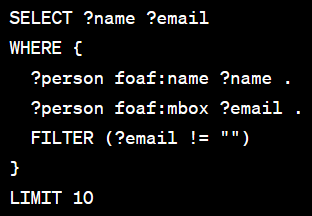 SELECT ?name ?email
WHERE {
  ?person foaf:name ?name .
  ?person foaf:mbox ?email .
  FILTER (?email != "")
}
LIMIT 10